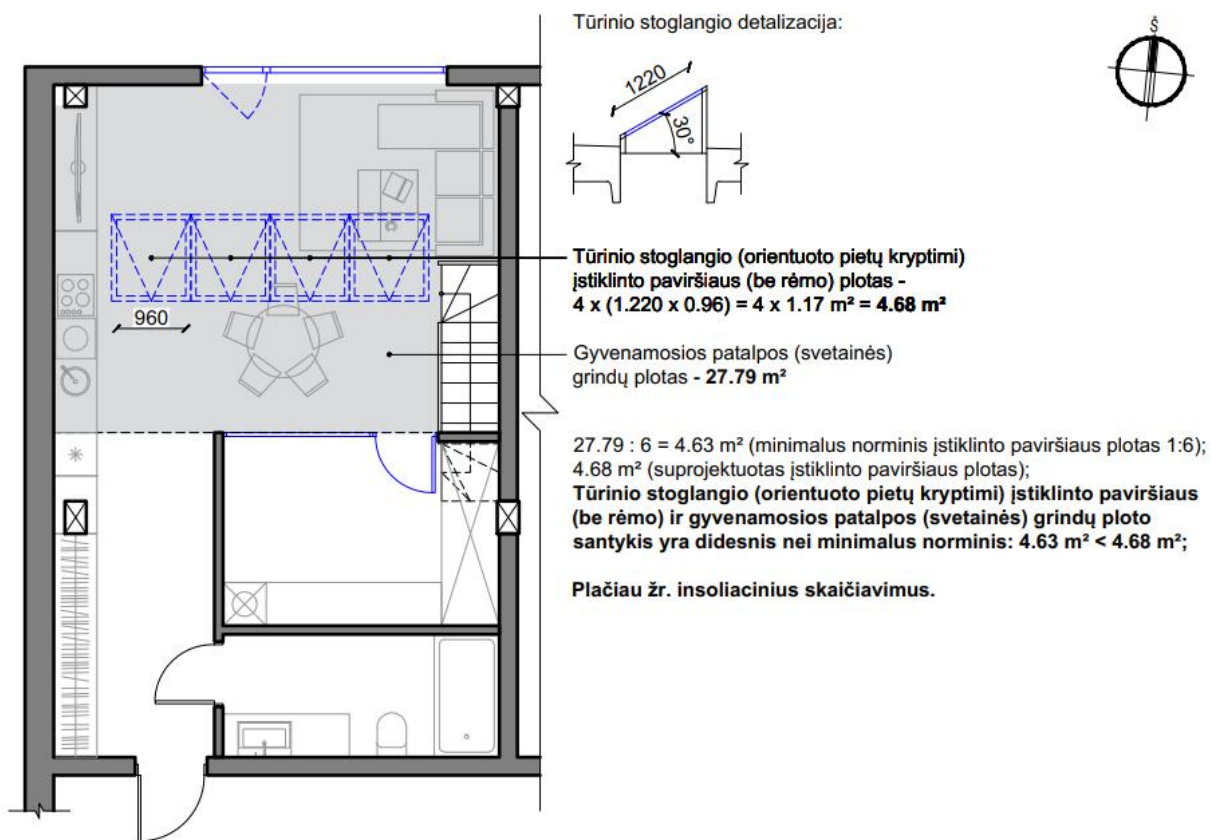 Tūrinio stoglangio detalizacija:
Š
1220
30°
Tūrinio stoglangio (orientuoto pietų kryptimi)
įstiklinto paviršiaus (be rėmo) plotas -
4 x (1.220 x 0.96) = 4 x 1.17 m² = 4.68 m²
960
Gyvenamosios patalpos (svetainės)
grindų plotas - 27.79 m²
27.79 : 6 = 4.63 m² (minimalus norminis įstiklinto paviršiaus plotas 1:6);
4.68 m² (suprojektuotas įstiklinto paviršiaus plotas);
Tūrinio stoglangio (orientuoto pietų kryptimi) įstiklinto paviršiaus
(be rėmo) ir gyvenamosios patalpos (svetainės) grindų ploto
santykis yra didesnis nei minimalus norminis: 4.63 m² < 4.68 m²;
Plačiau žr. insoliacinius skaičiavimus.